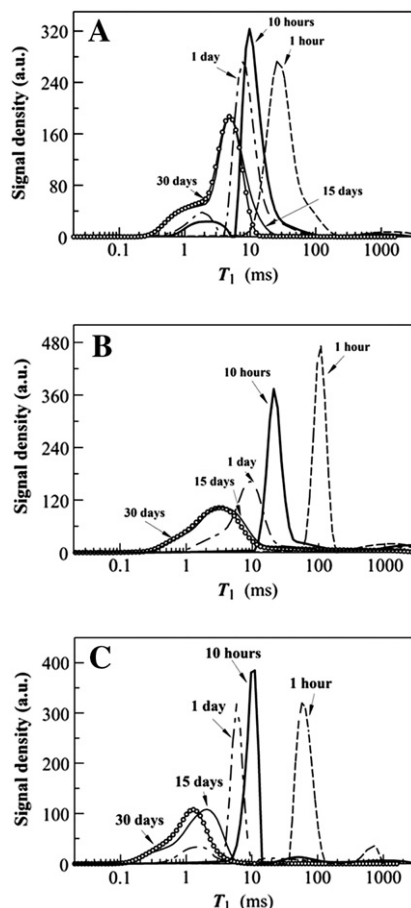 A
Signal density (a.u.)
320
240
160
80
0
10 hours
1 hour
1 day
30 days
15 days
0.1 1 10 100 1000
T1 (ms)
B
Signal density (a.u.)
480
360
240
120
0
1 hour
10 hours
1 day
15 days
30 days
0.1 1 10 100 1000
T1 (ms)
C
Signal density (a.u.)
400
300
200
100
0
10 hours
1 day
1 hour
15 days
30 days
0.1 1 10 100 1000
T1 (ms)